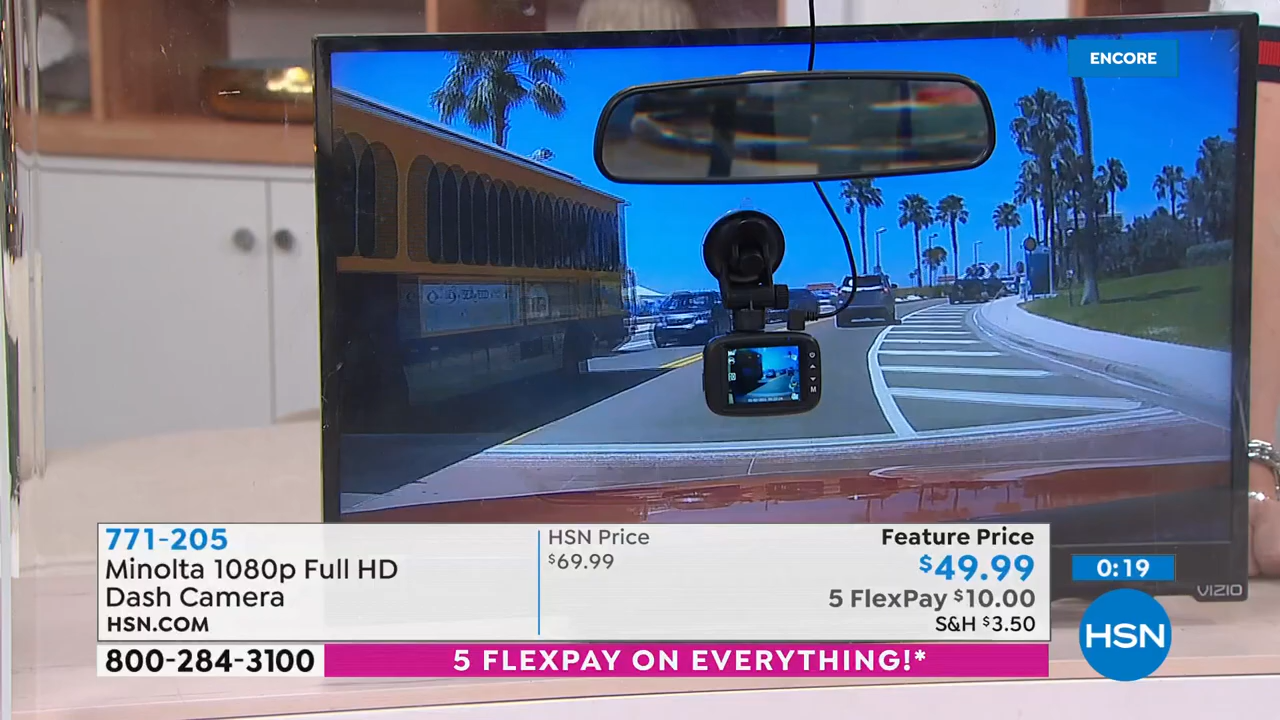 ENCORE
M
771-205
Minolta 1080p Full HD
Dash Camera
HSN.COM
HSN Price
$69.99
Feature Price
$49.99
5 FlexPay $10.00
S&H $3.50
0:19
VIZIO
HSN
800-284-3100
5 FLEXPAY ON EVERYTHING!*